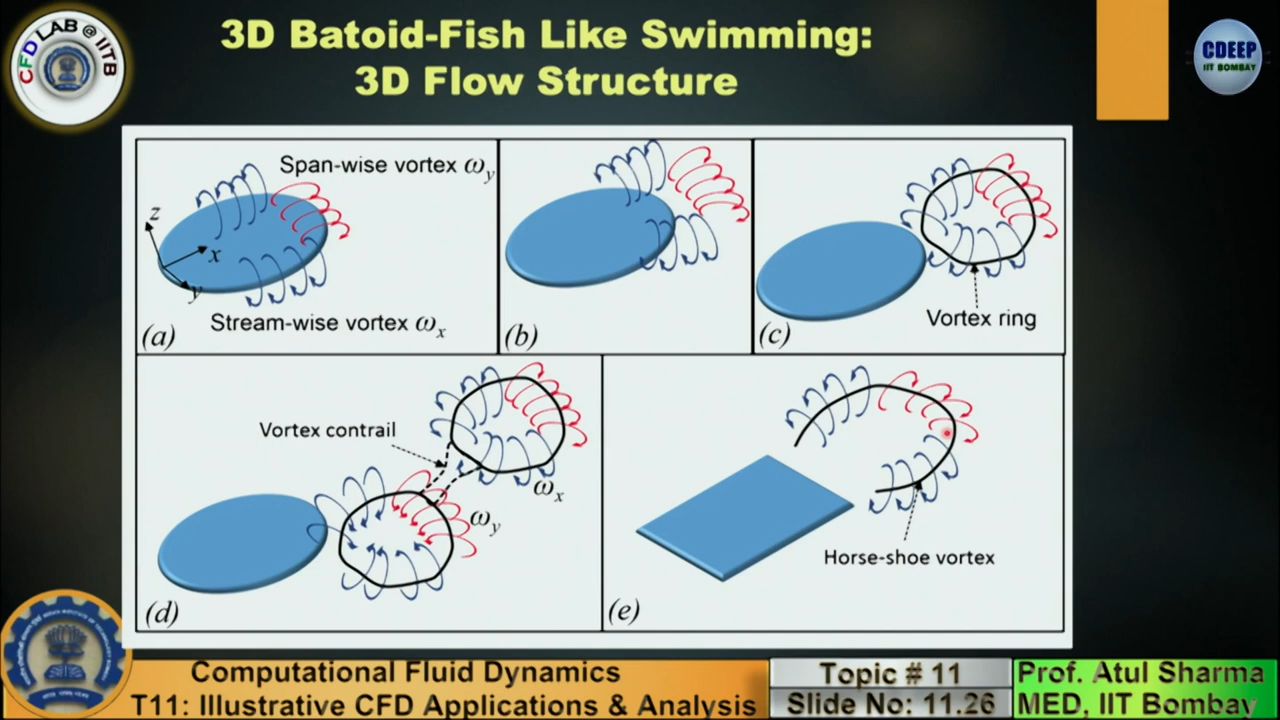 CFD LAB @ IITB
3D Batoid-Fish Like Swimming:
3D Flow Structure
CDEEP
IIT BOMBAY
Span-wise vortex ωy
z
x
y
Stream-wise vortex ωx
(a)
(b)
Vortex ring
(c)
Vortex contrail
ωx
ωy
(d)
Horse-shoe vortex
(e)
Computational Fluid Dynamics
T11: Illustrative CFD Applications & Analysis
Topic # 11
Slide No: 11.26
Prof. Atul Sharma
MED, IIT Bombay